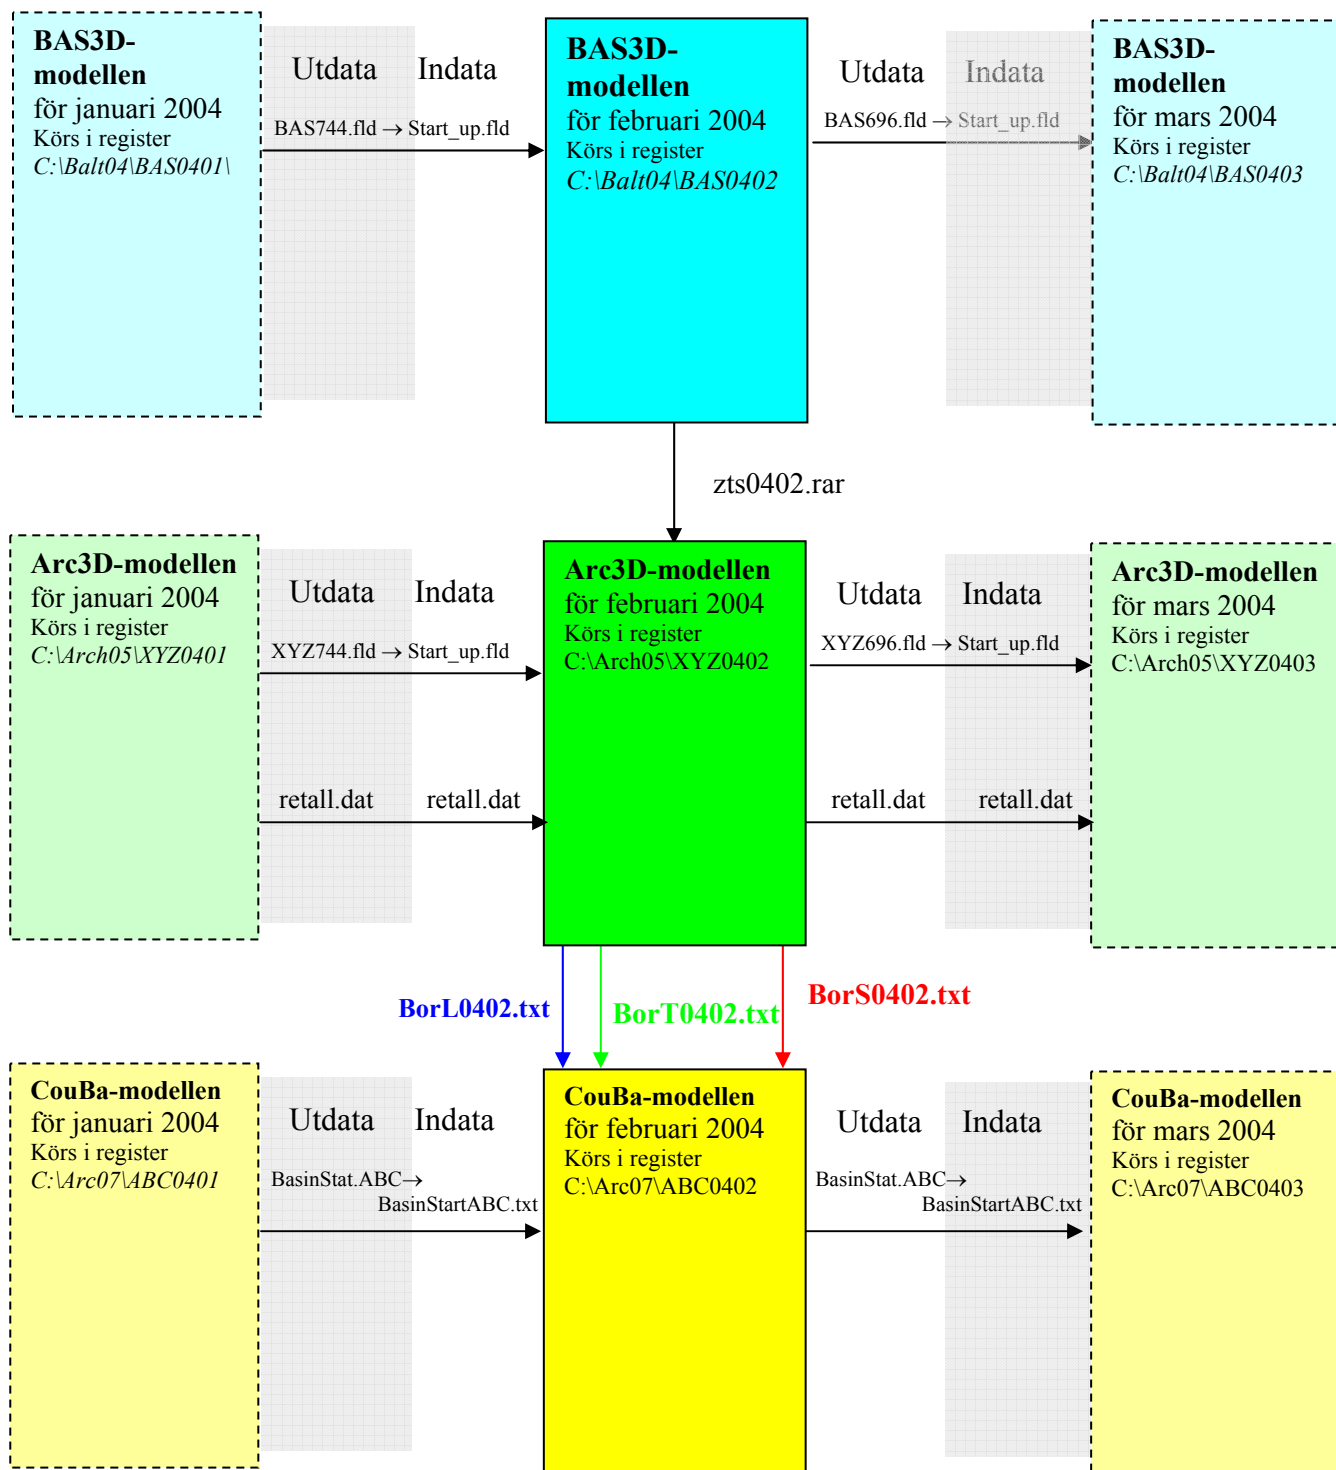 BAS3D-
modellen
för januari 2004
Körs i register
C:\Balt04\BAS0401\
Utdata Indata
BAS744.fld → Start_up.fld
BAS3D-
modellen
för februari 2004
Körs i register
C:\Balt04\BAS0402
Utdata Indata
BAS696.fld → Start_up.fld
BAS3D-
modellen
för mars 2004
Körs i register
C:\Balt04\BAS0403
zts0402.rar
Arc3D-modellen
för januari 2004
Körs i register
C:\Arch05\XYZ0401
Utdata Indata
XYZ744.fld → Start_up.fld
retall.dat retall.dat
Arc3D-modellen
för februari 2004
Körs i register
C:\Arch05\XYZ0402
Utdata Indata
XYZ696.fld → Start_up.fld
retall.dat retall.dat
Arc3D-modellen
för mars 2004
Körs i register
C:\Arch05\XYZ0403
BorL0402.txt
BorT0402.txt
BorS0402.txt
CouBa-modellen
för januari 2004
Körs i register
C:\Arc07\ABC0401
Utdata Indata
BasinStat.ABC→
BasinStartABC.txt
CouBa-modellen
för februari 2004
Körs i register
C:\Arc07\ABC0402
Utdata Indata
BasinStat.ABC→
BasinStartABC.txt
CouBa-modellen
för mars 2004
Körs i register
C:\Arc07\ABC0403